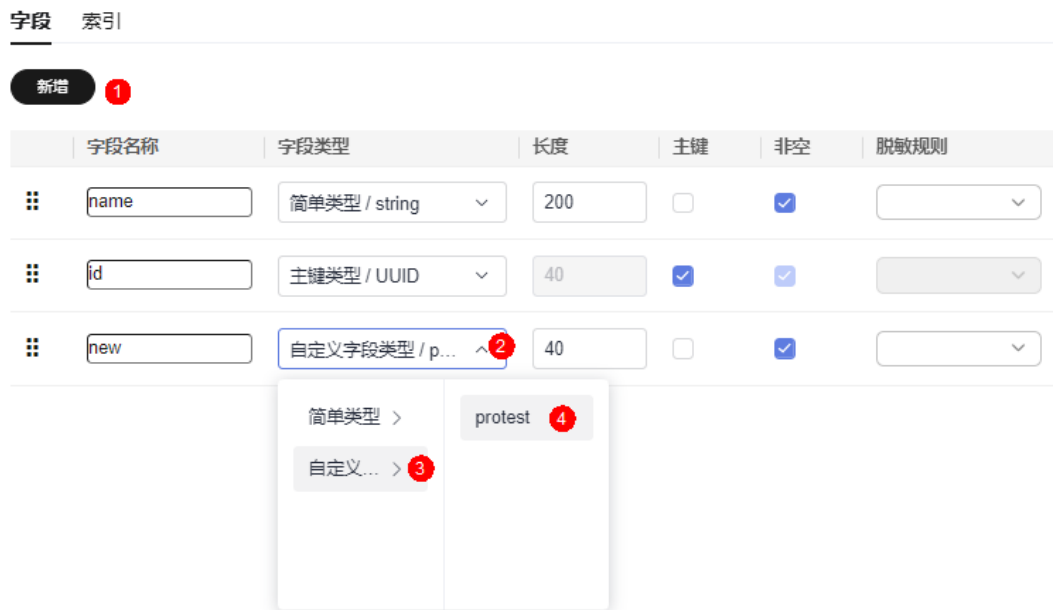 字段 索引
新增 1
字段名称 字段类型 长度 主键 非空 脱敏规则
name 简单类型 / string 200
id 主键类型 / UUID 40
new 自定义字段类型 / p... 2 40
简单类型 protest 4
自定义... 3